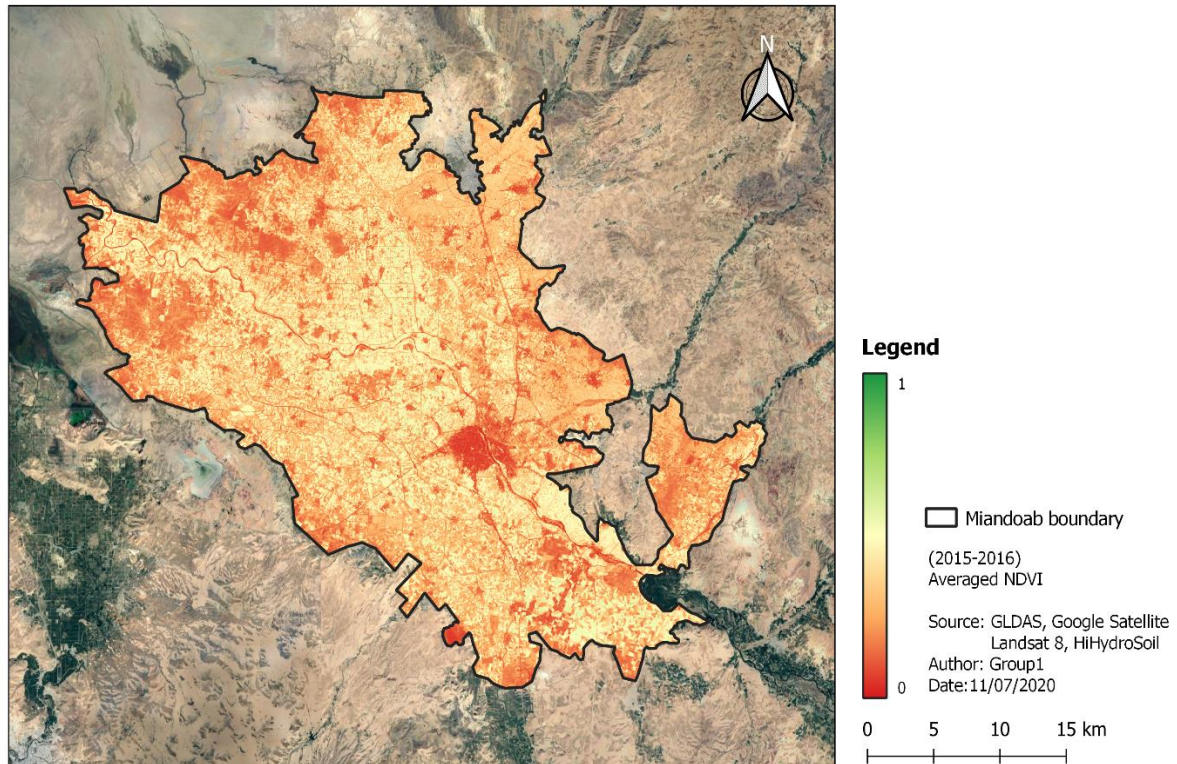 N
Legend
1
0
Miandoab boundary
(2015-2016)
Averaged NDVI
Source: GLDAS, Google Satellite
Landsat 8, HiHydroSoil
Author: Group1
Date:11/07/2020
0 5 10 15 km